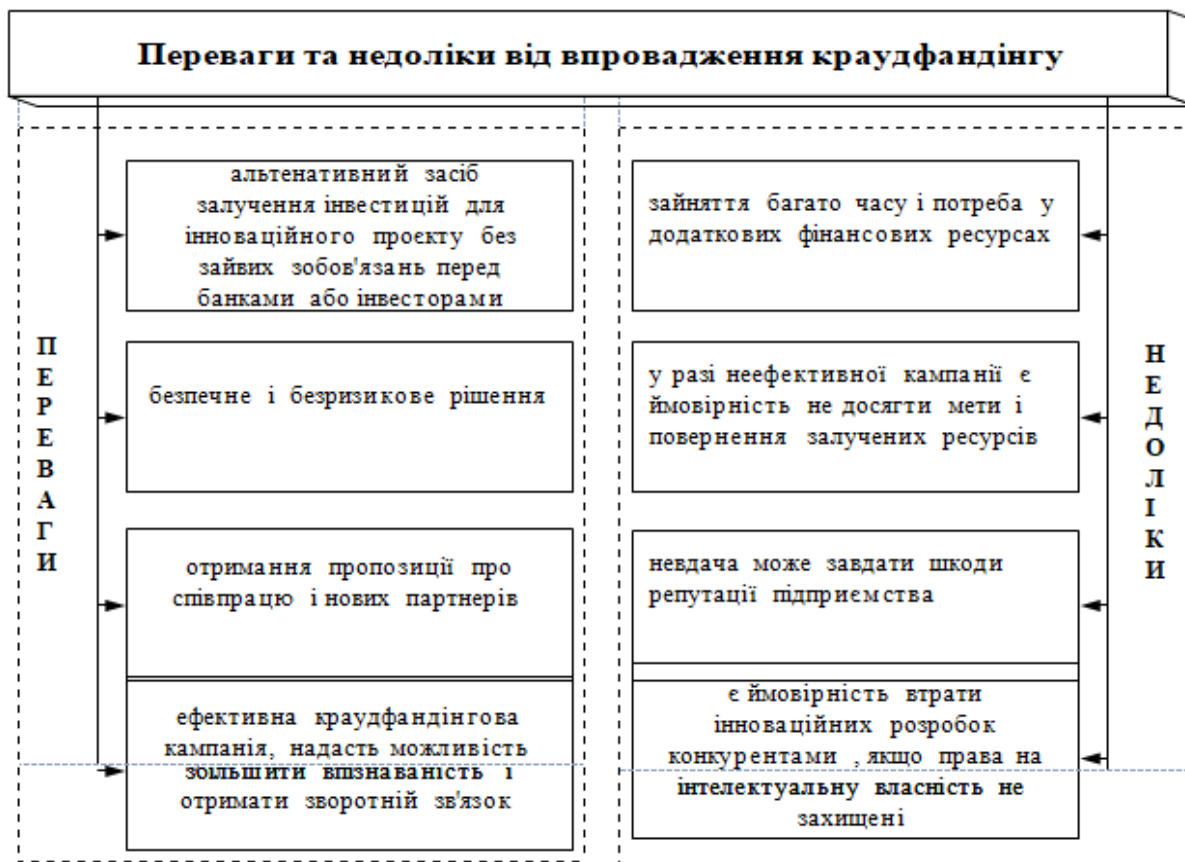 Переваги та недоліки від впровадження краудфандінгу
ПЕРЕВАГИ
альтенативний засіб
залучення інвестицій для
інноваційного проєкту без
зайвих зобов'язань перед
банками або інвесторами
безпечне і безризикове рішення
отримання пропозиції про
співпрацю і нових партнерів
ефективна краудфандінгова
кампанія, надасть можливість
збільшити впізнаваність і
отримати зворотній зв'язок
зайняття багато часу і потреба у
додаткових фінансових ресурсах
у разі неефективної кампанії є
ймовірність не досягти мети і
повернення залучених ресурсів
невдача може завдати шкоди
репутації підприємства
є ймовірність втрати
інноваційних розробок
конкурентами , якщо права на
інтелектуальну власність не
захищені
НЕДОЛІКИ